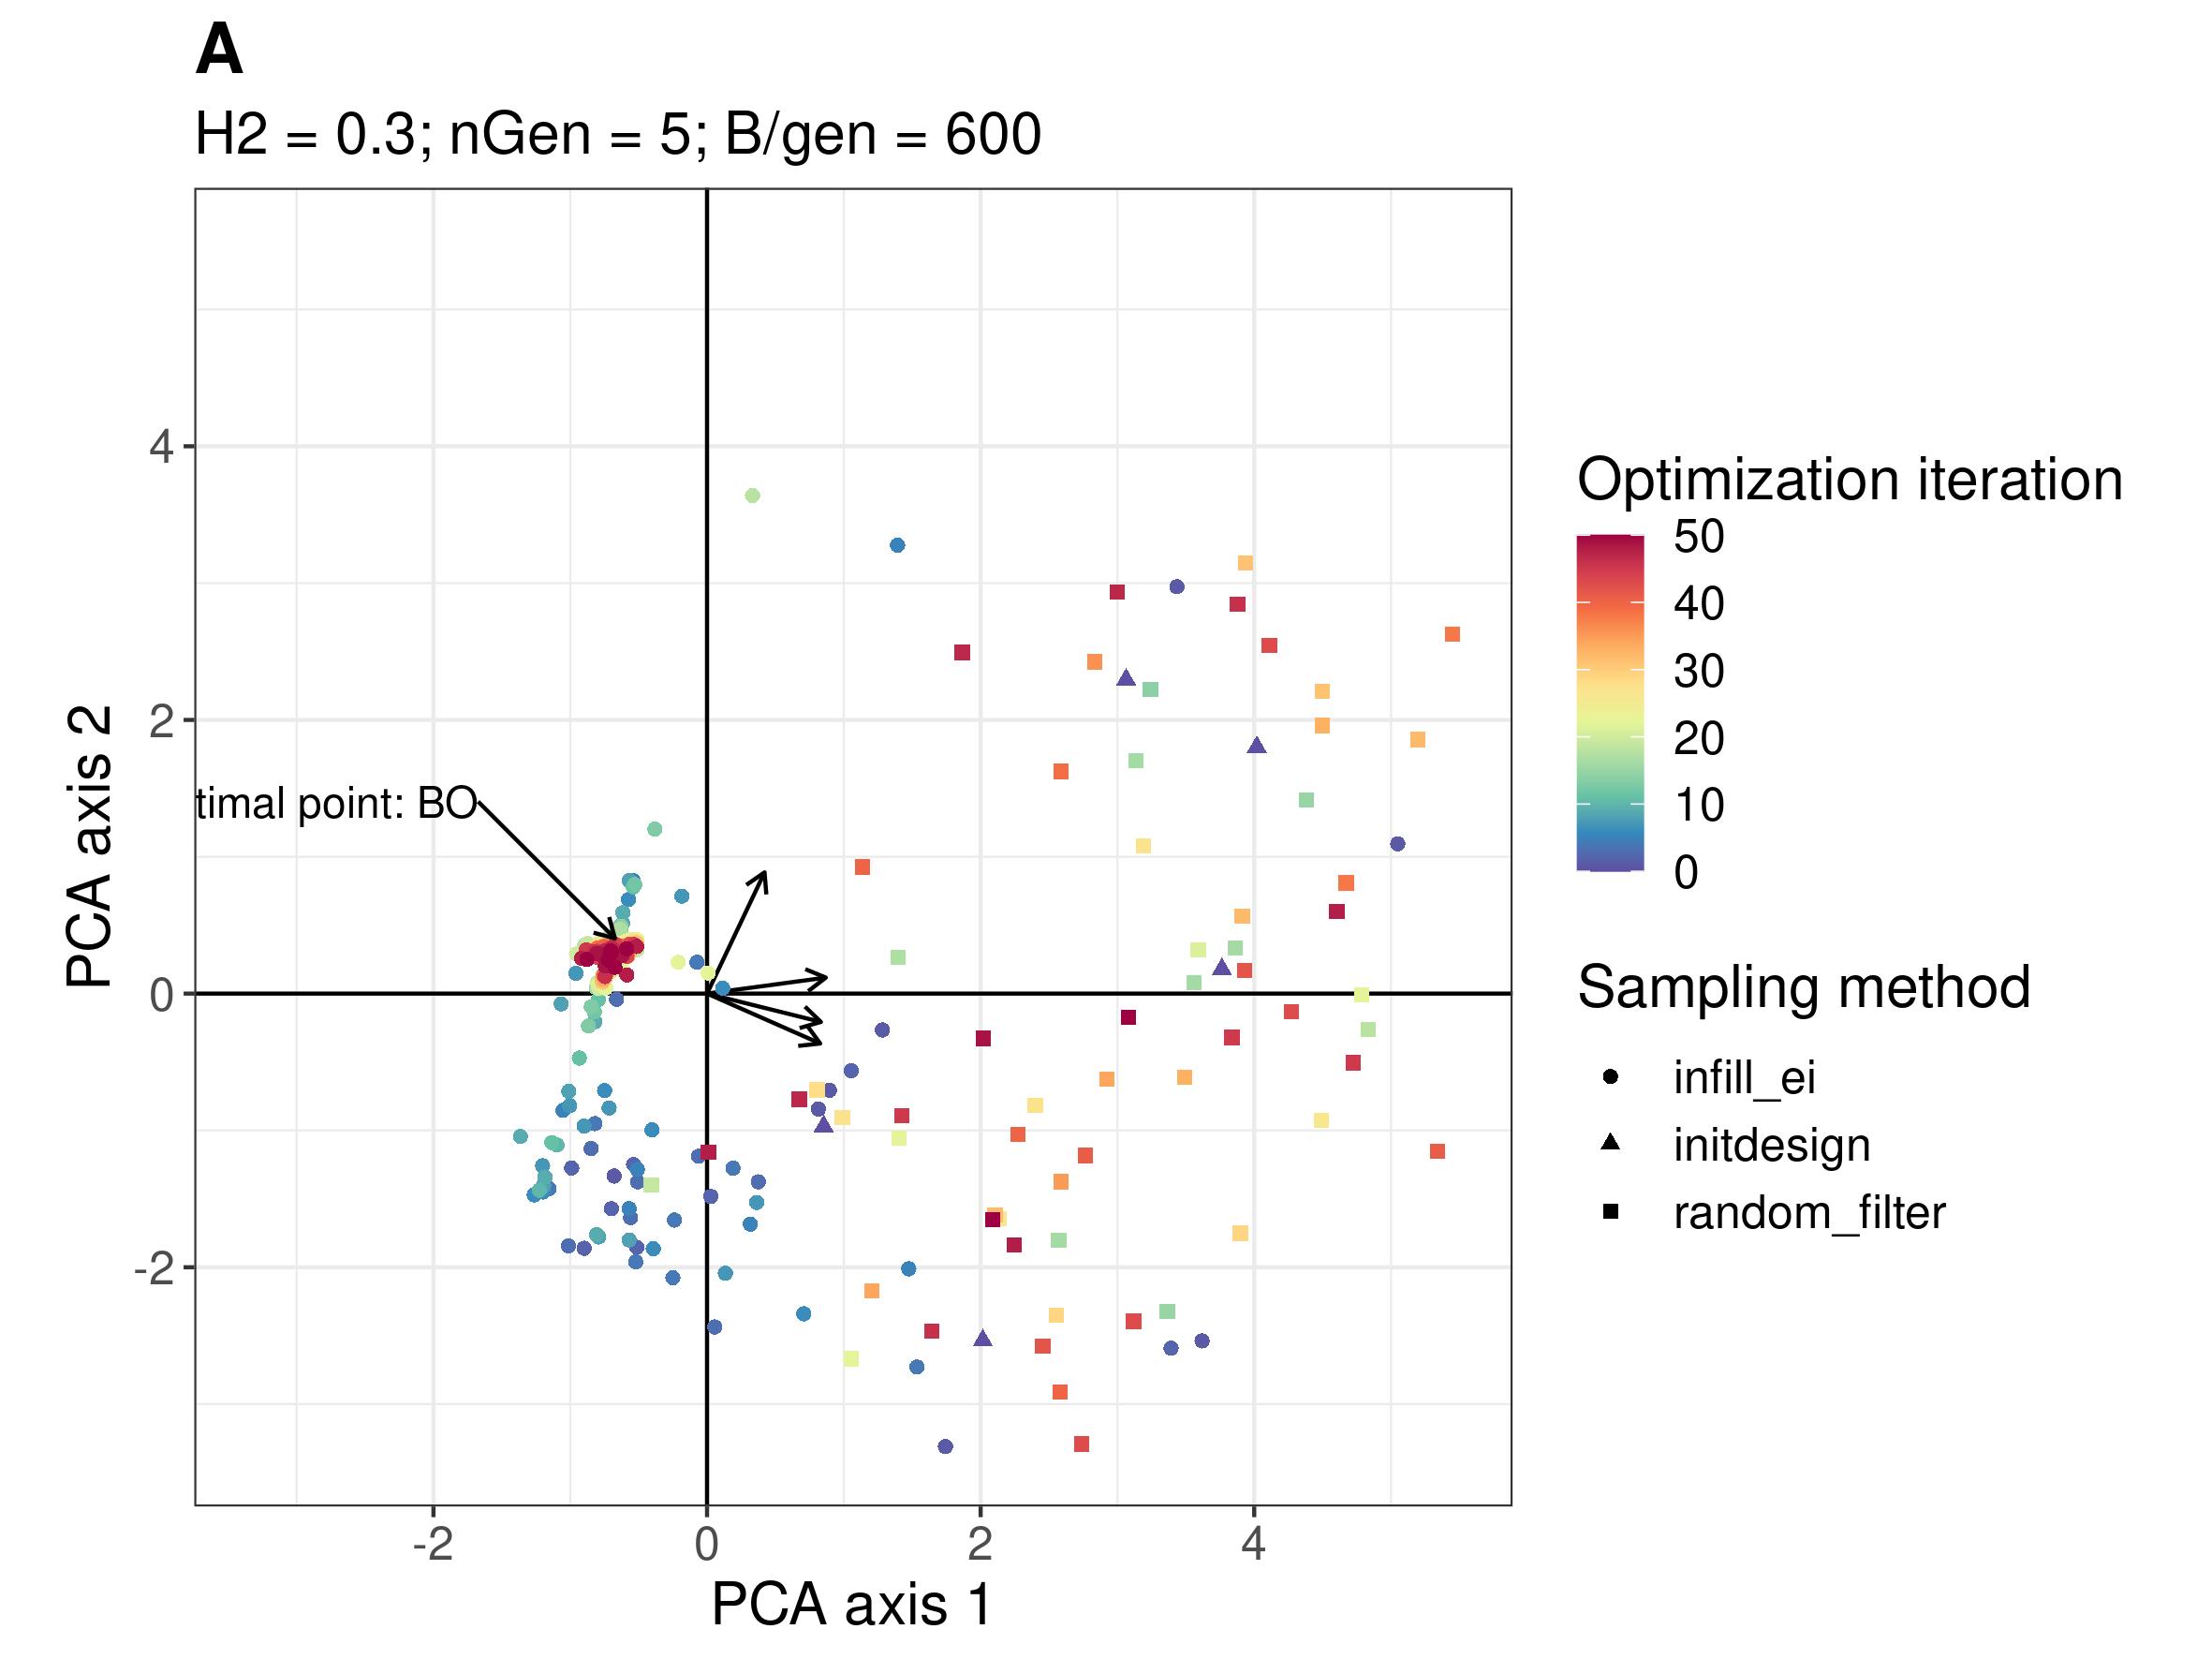 A
H2 = 0.3; nGen = 5; B/gen = 600
4
2
0
-2
PCA axis 2
timal point: BO
-2
0
2
4
PCA axis 1
Optimization iteration
50
40
30
20
10
0
Sampling method
infill_ei
initdesign
random_filter